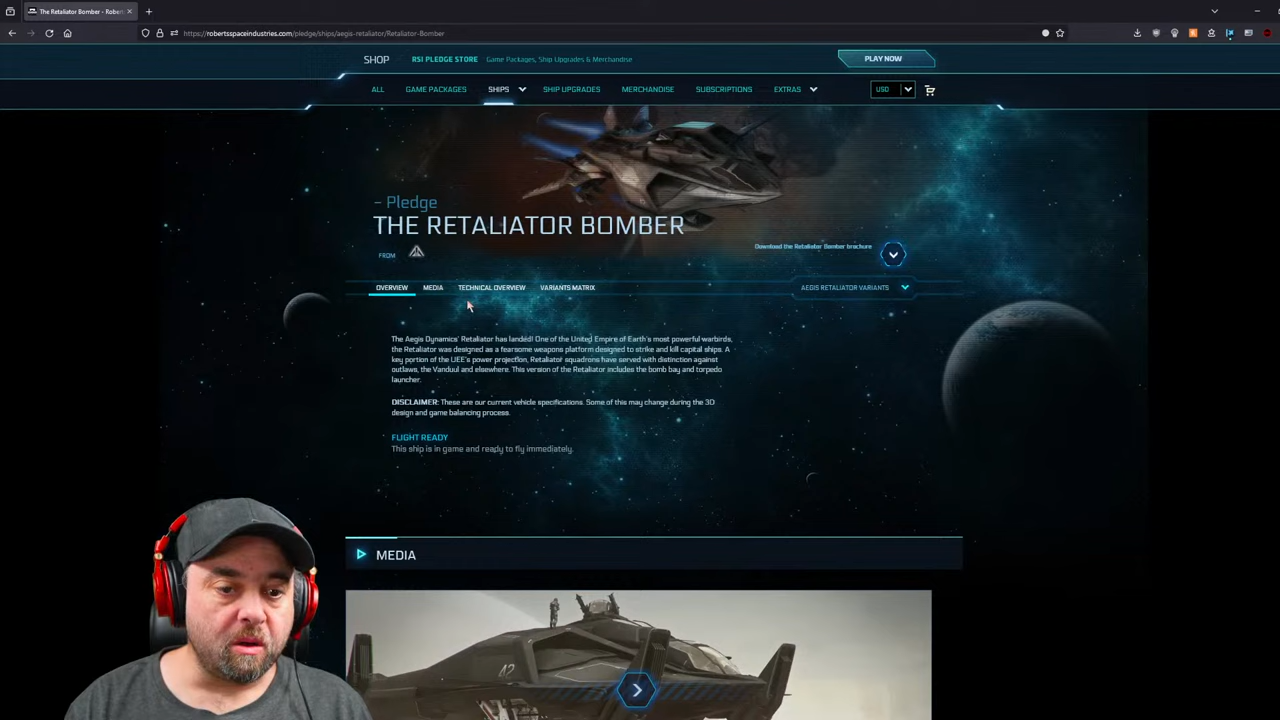 The Retaliator Bomber - Rober
https://robertsspaceindustries.com/pledge/ships/aegis-retaliator/Retaliator-Bomber
SHOP
RSI PLEDGE STORE
Game Packages, Ship Upgrades & Merchandise
PLAY NOW
ALL
GAME PACKAGES
SHIPS
SHIP UPGRADES
MERCHANDISE
SUBSCRIPTIONS
EXTRAS
USD
– Pledge
THE RETALIATOR BOMBER
FROM
Download the Retaliator Bomber brochure
OVERVIEW
MEDIA
TECHNICAL OVERVIEW
VARIANTS MATRIX
AEGIS RETALIATOR VARIANTS
The Aegis Dynamics' Retaliator has landed! One of the United Empire of Earth's most powerful warbirds,
the Retaliator was designed as a fearsome weapons platform designed to strike and kill capital ships. A
key portion of the UEE's power projection, Retaliator squadrons have served with distinction against
outlaws, the Vanduul and elsewhere. This version of the Retaliator includes the bomb bay and torpedo
launcher.
DISCLAIMER: These are our current vehicle specifications. Some of this may change during the 3D
design and game balancing process.
FLIGHT READY
This ship is in game and ready to fly immediately.
MEDIA
42